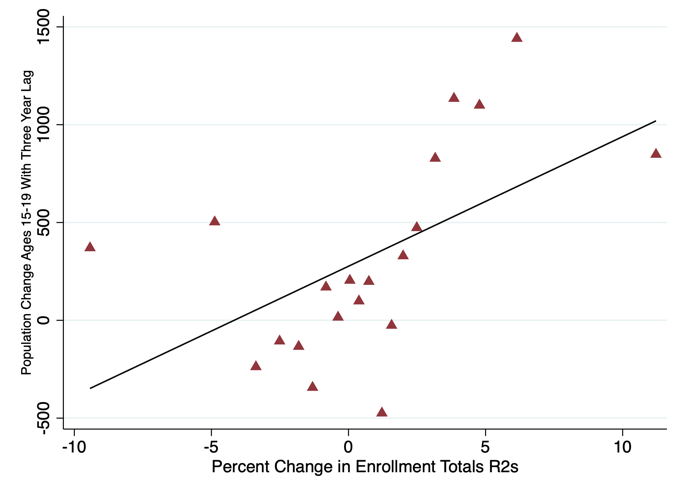 Population Change Ages 15-19 With Three Year Lag
1500
1000
500
0
-500
-10 -5 0 5 10
Percent Change in Enrollment Totals R2s